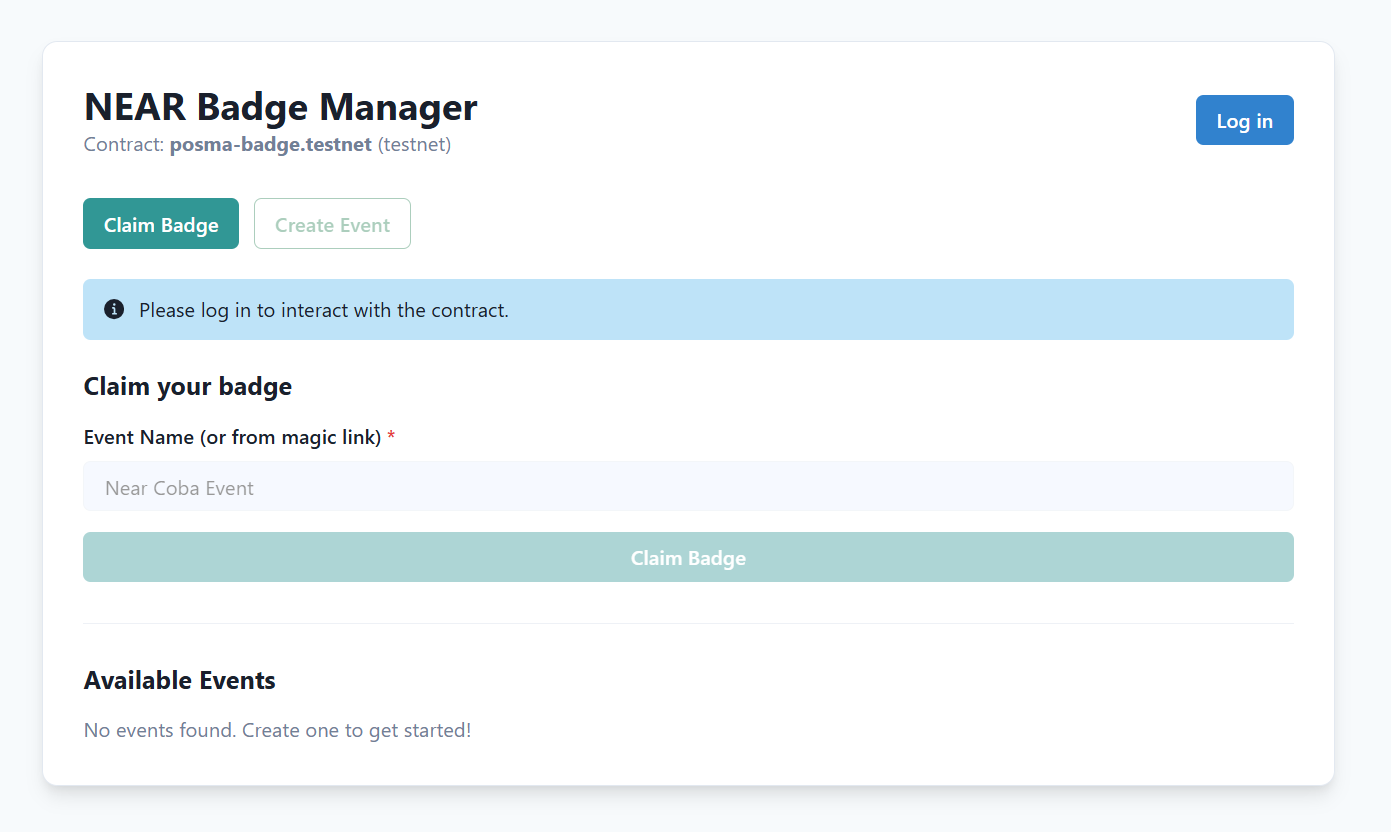 NEAR Badge Manager
Log in
Contract: posma-badge.testnet (testnet)
Claim Badge
Create Event
Please log in to interact with the contract.
Claim your badge
Event Name (or from magic link) *
Near Coba Event
Claim Badge
Available Events
No events found. Create one to get started!